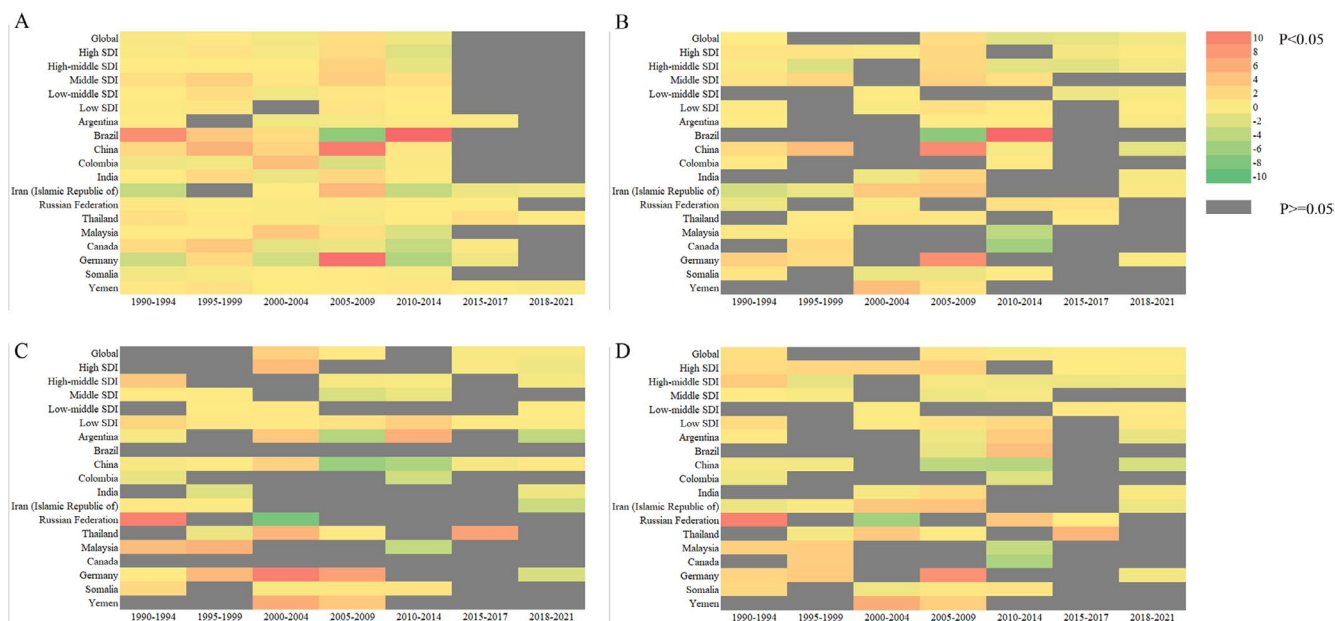 A
Global
High SDI
High-middle SDI
Middle SDI
Low-middle SDI
Low SDI
Argentina
Brazil
China
Colombia
India
Iran (Islamic Republic of)
Russian Federation
Thailand
Malaysia
Canada
Germany
Somalia
Yemen
1990-1994 1995-1999 2000-2004 2005-2009 2010-2014 2015-2017 2018-2021
B
Global
High SDI
High-middle SDI
Middle SDI
Low-middle SDI
Low SDI
Argentina
Brazil
China
Colombia
India
Iran (Islamic Republic of)
Russian Federation
Thailand
Malaysia
Canada
Germany
Somalia
Yemen
1990-1994 1995-1999 2000-2004 2005-2009 2010-2014 2015-2017 2018-2021
10
8
6
4
2
0
-2
-4
-6
-8
-10
P<0.05
P>=0.05
C
Global
High SDI
High-middle SDI
Middle SDI
Low-middle SDI
Low SDI
Argentina
Brazil
China
Colombia
India
Iran (Islamic Republic of)
Russian Federation
Thailand
Malaysia
Canada
Germany
Somalia
Yemen
1990-1994 1995-1999 2000-2004 2005-2009 2010-2014 2015-2017 2018-2021
D
Global
High SDI
High-middle SDI
Middle SDI
Low-middle SDI
Low SDI
Argentina
Brazil
China
Colombia
India
Iran (Islamic Republic of)
Russian Federation
Thailand
Malaysia
Canada
Germany
Somalia
Yemen
1990-1994 1995-1999 2000-2004 2005-2009 2010-2014 2015-2017 2018-2021